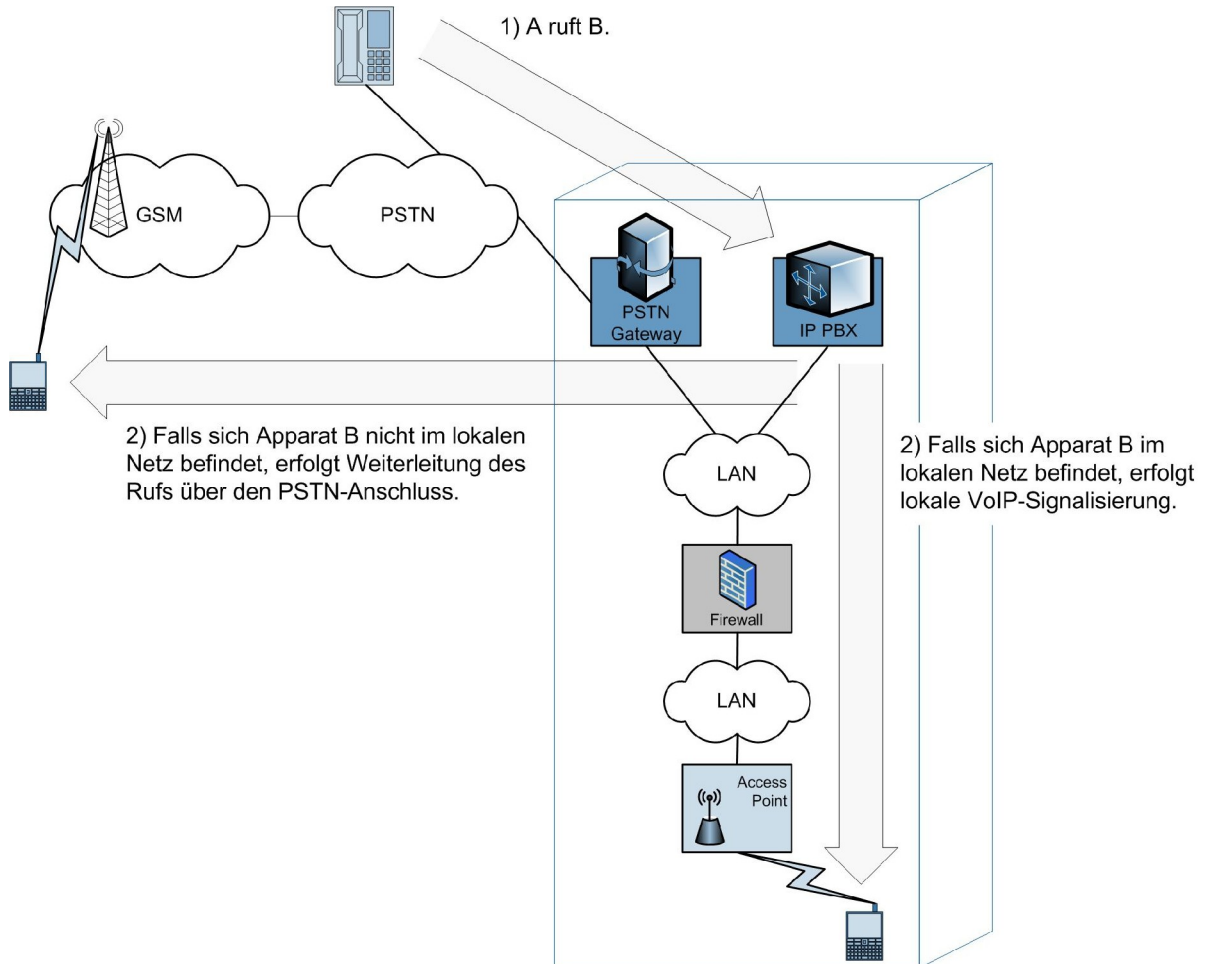 1) A ruft B.
GSM
PSTN
PSTN
Gateway
IP PBX
2) Falls sich Apparat B nicht im lokalen
Netz befindet, erfolgt Weiterleitung des
Rufs über den PSTN-Anschluss.
LAN
2) Falls sich Apparat B im
lokalen Netz befindet, erfolgt
lokale VoIP-Signalisierung.
Firewall
LAN
Access
Point